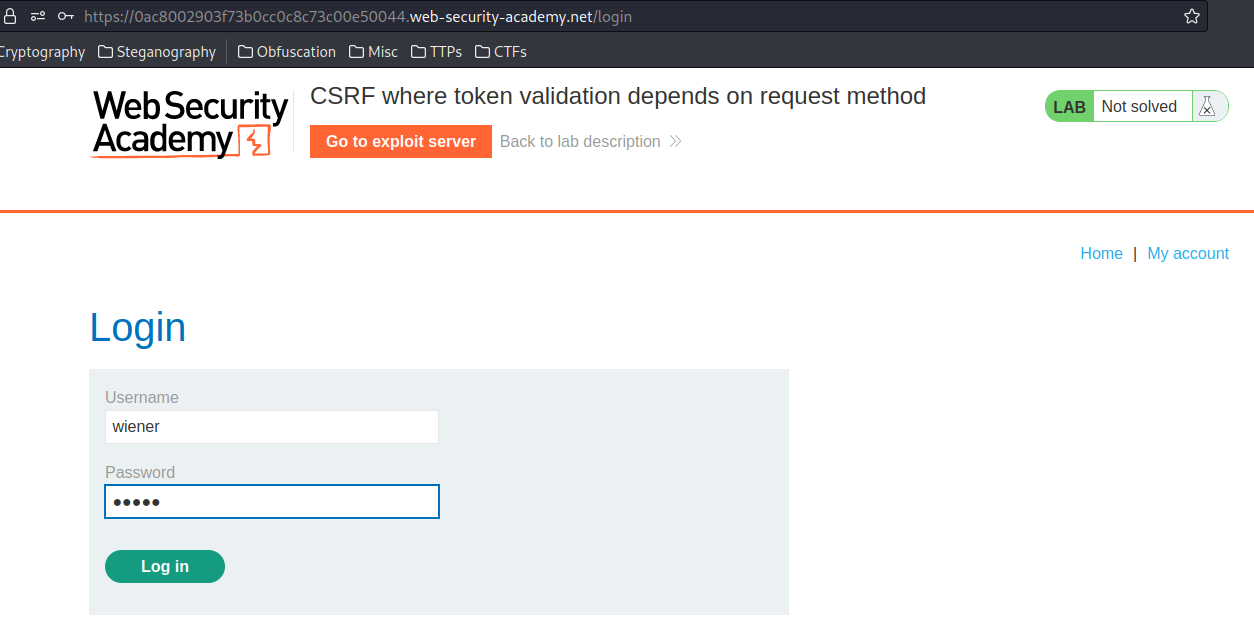 https://0ac8002903f73b0cc0c8c73c00e50044.web-security-academy.net/login
Cryptography Steganography Obfuscation Misc TTPs CTFs
WebSecurity
Academy
CSRF where token validation depends on request method
Go to exploit server Back to lab description
LAB Not solved
Home | My account
Login
Username
wiener
Password
•••••
Log in